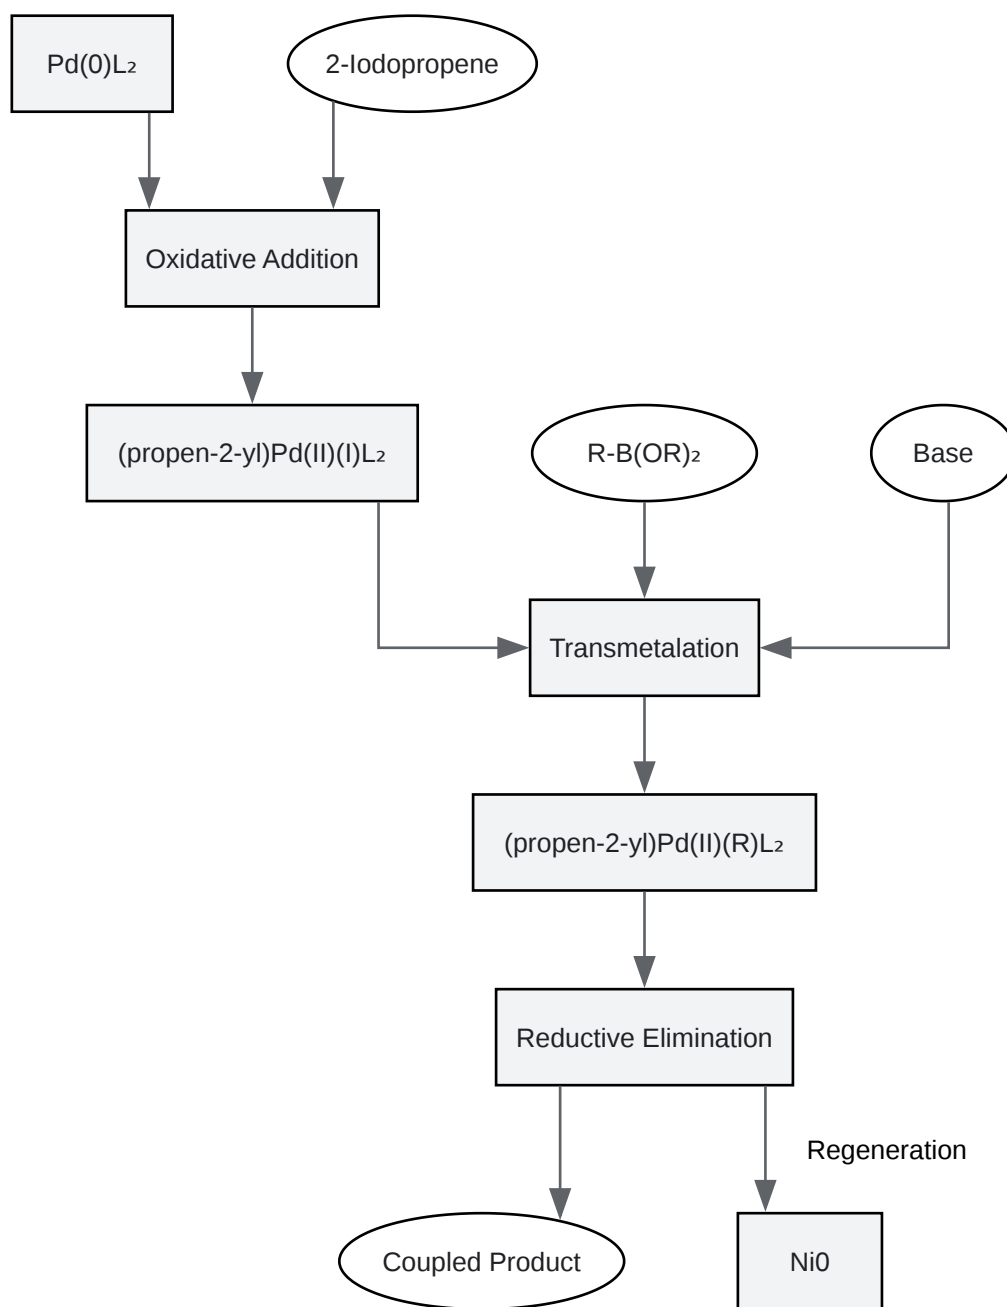 Pd(0)L₂
2-Iodopropene
Oxidative Addition
(propen-2-yl)Pd(II)(I)L₂
R-B(OR)₂
Base
Transmetalation
(propen-2-yl)Pd(II)(R)L₂
Reductive Elimination
Regeneration
Coupled Product
Ni0